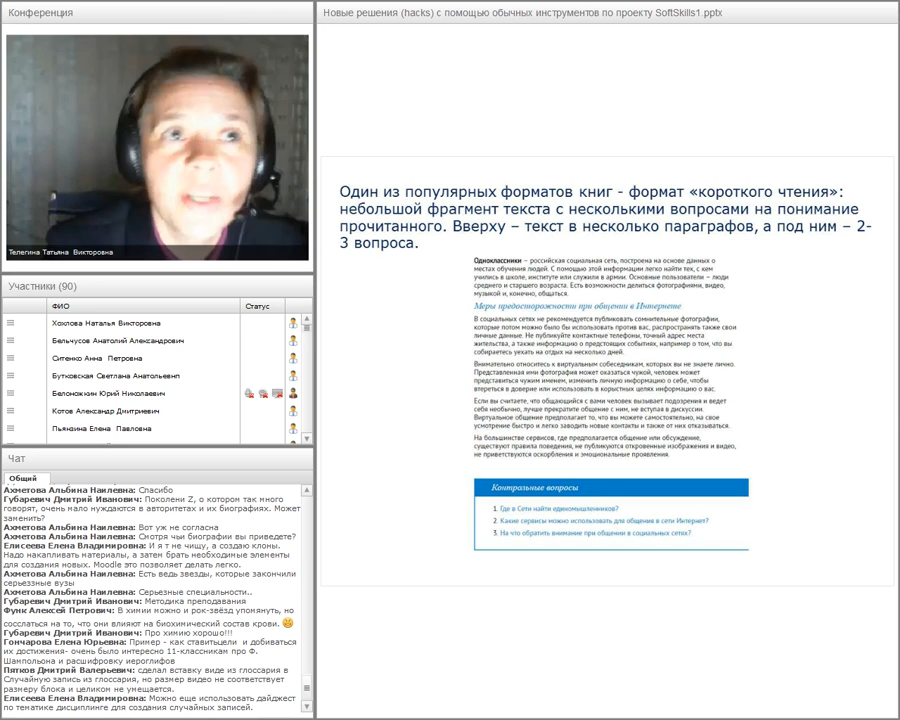 Конференция
Телегина Татьяна Викторовна
Участники (90)
ФИО
Статус
Хохлова Наталья Викторовна
Бельчусов Анатолий Александрович
Ситенко Анна Петровна
Бутковская Светлана Анатольевнп
Белоножкин Юрий Николаевич
Котов Александр Дмитриевич
Пьянзина Елена Павловна
Чат
Общий
Ахметова Альбина Наилевна: Спасибо
Губаревич Дмитрий Иванович: Поколени Z, о котором так много
говорят, очень мало нуждаются в авторитетах и их биографиях. Может
заменить?
Ахметова Альбина Наилевна: Вот уж не согласна
Ахметова Альбина Наилевна: Смотря чьи биографии вы приведете?
Елисеева Елена Владимировна: И я т не чищу, а создаю клоны.
Надо накапливать материалы, а затем брать необходиные элементы
для создания новых. Moodle это позволяет делать легко.
Ахметова Альбина Наилевна: Есть ведь звезды, которые закончили
серьеззные вузы
Ахметова Альбина Наилевна: Серьезные специальности..
Губаревич Дмитрий Иванович: Методика преподавания
Функ Алексей Петрович: В химии можно и рок-звёзд упомянуть, но
сосслаться на то, что они влияют на биохимический состав крови.
Губаревич Дмитрий Иванович: Про химию хорошо!!!
Гончарова Елена Юрьевна: Пример - как ставитьцели и добиваться
их достижения- очень было интересно 11-классникам про Ф.
Шампольона и расшифровку иероглифов
Пятков Дмитрий Валерьевич: сделал вставку виде из глоссария в
Случайную запись из глоссария, но размер видео не соответствует
размеру блока и целиком не умещается.
Елисеева Елена Владимировна: Можно еще использовать дайджест
по тематике дисциплине для создания случайных записей.
Новые решения (hacks) с помощью обычных инструментов по проекту SoftSkills1.pptx
Один из популярных форматов книг - формат «короткого чтения»:
небольшой фрагмент текста с несколькими вопросами на понимание
прочитанного. Вверху – текст в несколько параграфов, а под ним – 2-
3 вопроса.
Одноклассники – российская социальная сеть, построена на основе данных о
местах обучения людей. С помощью этой информации легко найти тех, с кем
учились в школе, институте или служили в армии. Основные пользователи – люди
среднего и старшего возраста. Есть возможности делиться фотографиями, видео,
музыкой и, конечно, общаться.
Меры предосторожности при общении в Интернете
В социальных сетях не рекомендуется публиковать сомнительные фотографии,
которые потом можно было бы использовать против вас, распространять также свои
личные данные. Не публикуйте контактные телефоны, точный адрес места
жительства, а также информацию о предстоящих событиях, например о том, что вы
собираетесь уехать на отдых на несколько дней.
Внимательно относитесь к виртуальным собеседникам, которых вы не знаете лично.
Представленная ими фотография может оказаться чужой, человек может
представиться чужим именем, изменить личную информацию о себе, чтобы
втереться в доверие или использовать в корыстных целях информацию о вас.
Если вы считаете, что общающийся с вами человек вызывает подозрения и ведет
себя необычно, лучше прекратите общение с ним, не вступая в дискуссии.
Виртуальное общение предполагает то, что вы можете самостоятельно, на свое
усмотрение быстро и легко заводить новые контакты и также от них отказываться.
На большинстве сервисов, где предполагается общение или обсуждение,
существуют правила поведения, не публикуются откровенные изображения и видео,
не приветствуются оскорбления и эмоциональные проявления.
Контрольные вопросы
1. Где в Сети найти единомышленников?
2. Какие сервисы можно использовать для общения в сети Интернет?
3. На что обратить внимание при общении в социальных сетях?